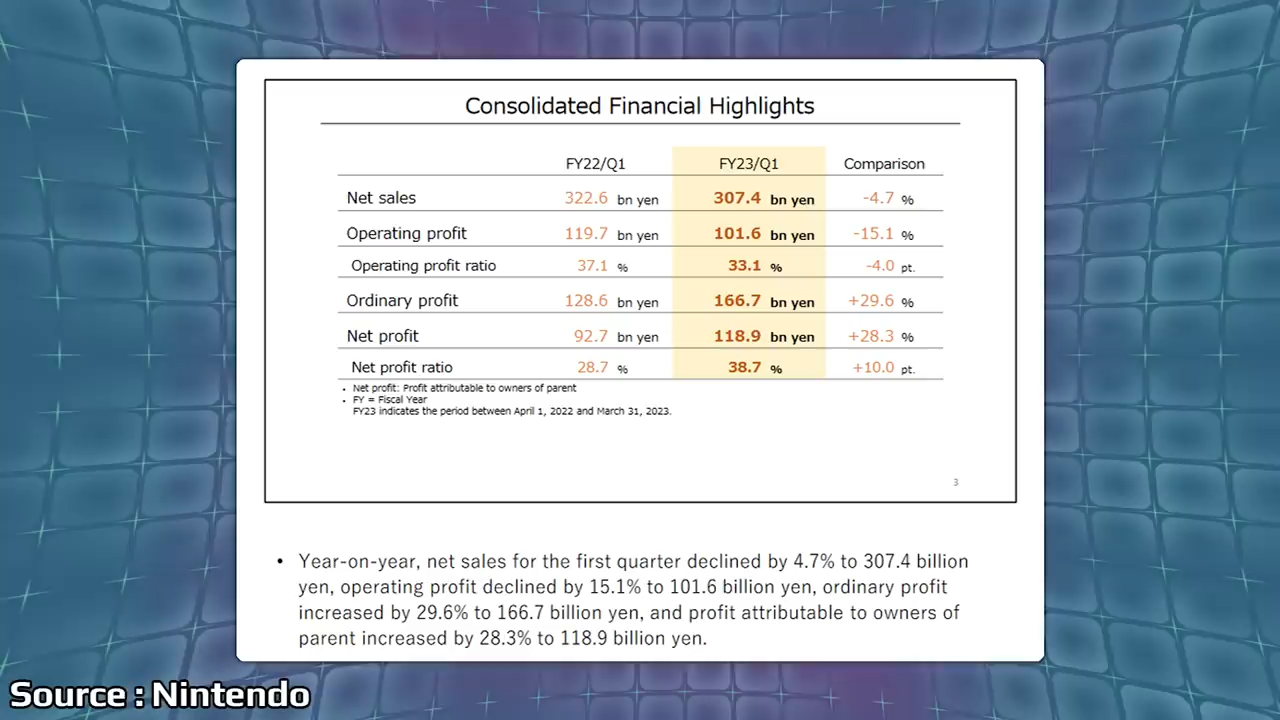 Consolidated Financial Highlights
FY22/Q1 FY23/Q1 Comparison
Net sales 322.6 bn yen 307.4 bn yen -4.7 %
Operating profit 119.7 bn yen 101.6 bn yen -15.1 %
Operating profit ratio 37.1 % 33.1 % -4.0 pt.
Ordinary profit 128.6 bn yen 166.7 bn yen +29.6 %
Net profit 92.7 bn yen 118.9 bn yen +28.3 %
Net profit ratio 28.7 % 38.7 % +10.0 pt.
• Net profit: Profit attributable to owners of parent
• FY = Fiscal Year
FY23 indicates the period between April 1, 2022 and March 31, 2023.
3
• Year-on-year, net sales for the first quarter declined by 4.7% to 307.4 billion
yen, operating profit declined by 15.1% to 101.6 billion yen, ordinary profit
increased by 29.6% to 166.7 billion yen, and profit attributable to owners of
parent increased by 28.3% to 118.9 billion yen.
Source : Nintendo